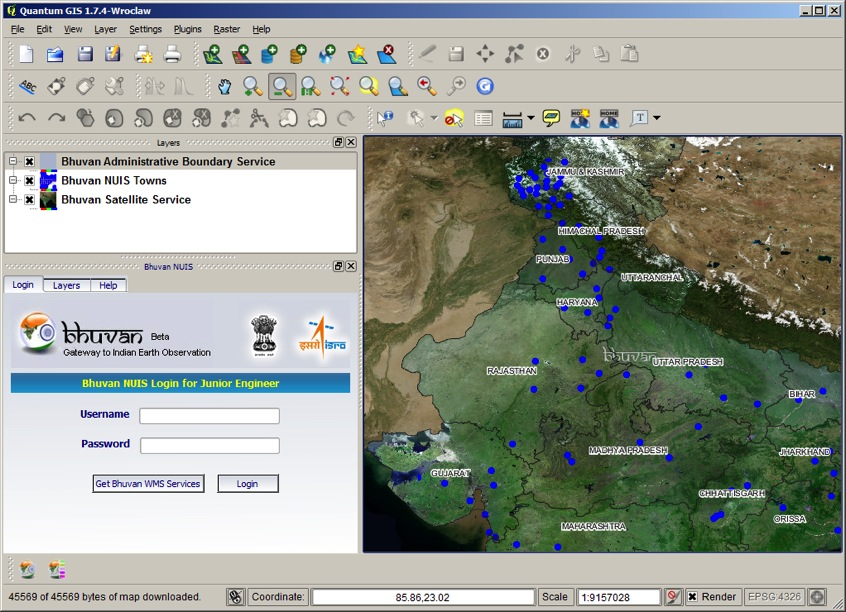 Quantum GIS 1.7.4-Wroclaw
File Edit View Layer Settings Plugins Raster Help
ABC
HOME HOME T
Layers
Bhuvan Administrative Boundary Service
Bhuvan NUIS Towns
Bhuvan Satellite Service
Bhuvan NUIS
Login Layers Help
bhuvan Beta
Gateway to Indian Earth Observation
इसरो isro
Bhuvan NUIS Login for Junior Engineer
Username
Password
Get Bhuvan WMS Services Login
JAMMU & KASHMIR
HIMACHAL PRADESH
PUNJAB
UTTARANCHAL
HARYANA
bhuvan
UTTAR PRADESH
RAJASTHAN
BIHAR
MADHYA PRADESH
JHARKHAND
GUJARAT
CHHATTISGARH
ORISSA
MAHARASHTRA
45569 of 45569 bytes of map downloaded. Coordinate: 85.86,23.02 Scale 1:9157028 Render EPSG:4326